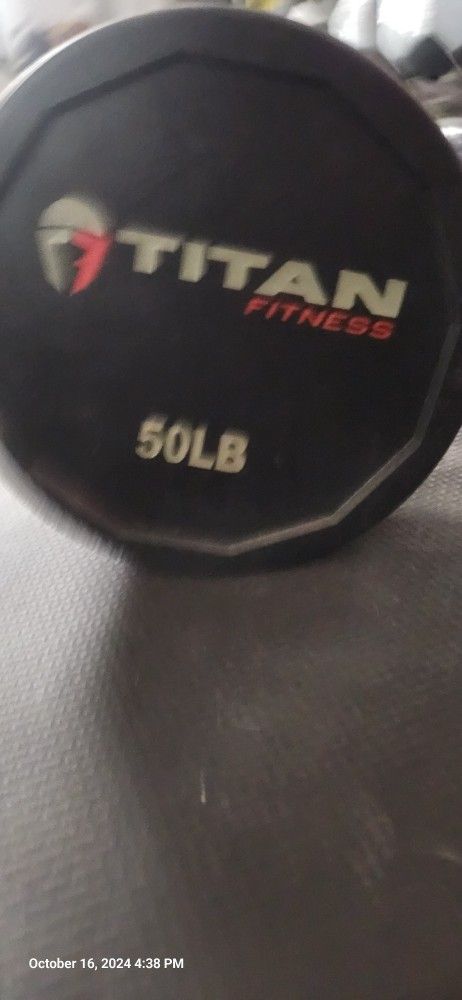 TITAN
FITNESS
50LB
October 16, 2024 4:38 PM